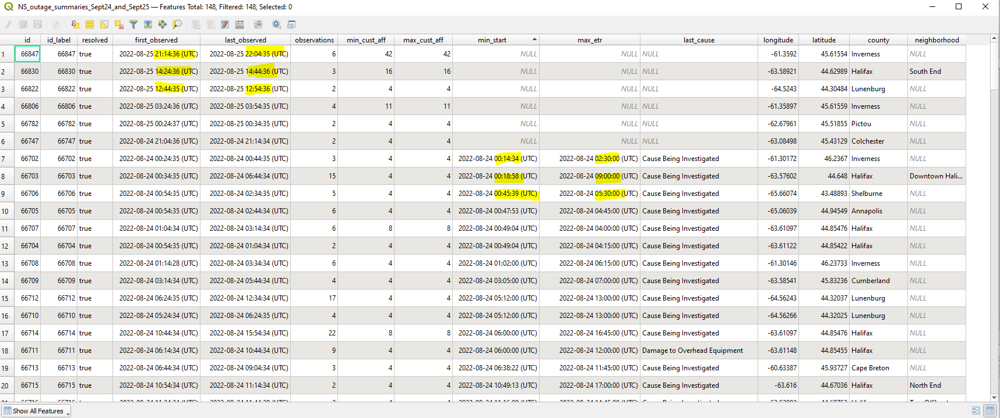 NS_outage_summaries_Sept24_and_Sept25 — Features Total: 148, Filtered: 148, Selected: 0
id id_label resolved first_observed last_observed observations min_cust_aff max_cust_aff min_start max_etr last_cause longitude latitude county neighborhood
1 66847 66847 true 2022-08-25 21:14:36 (UTC) 2022-08-25 22:04:35 (UTC) 6 42 42 NULL NULL NULL -61.3592 45.61554 Inverness NULL
2 66830 66830 true 2022-08-25 14:24:36 (UTC) 2022-08-25 14:44:36 (UTC) 3 16 16 NULL NULL NULL -63.58921 44.62989 Halifax South End
3 66822 66822 true 2022-08-25 12:44:35 (UTC) 2022-08-25 12:54:36 (UTC) 2 4 4 NULL NULL NULL -64.5243 44.30484 Lunenburg NULL
4 66806 66806 true 2022-08-25 03:24:36 (UTC) 2022-08-25 03:54:35 (UTC) 4 11 11 NULL NULL NULL -61.35897 45.61559 Inverness NULL
5 66782 66782 true 2022-08-25 00:24:37 (UTC) 2022-08-25 00:34:35 (UTC) 2 4 4 NULL NULL NULL -62.67961 45.51855 Pictou NULL
6 66747 66747 true 2022-08-24 21:04:36 (UTC) 2022-08-24 21:14:34 (UTC) 2 4 4 NULL NULL NULL -63.08498 45.43129 Colchester NULL
7 66702 66702 true 2022-08-24 00:24:35 (UTC) 2022-08-24 00:44:35 (UTC) 3 4 4 2022-08-24 00:14:34 (UTC) 2022-08-24 02:30:00 (UTC) Cause Being Investigated -61.30172 46.2367 Inverness NULL
8 66703 66703 true 2022-08-24 00:34:35 (UTC) 2022-08-24 06:44:34 (UTC) 15 4 4 2022-08-24 00:18:58 (UTC) 2022-08-24 09:00:00 (UTC) Cause Being Investigated -63.57602 44.648 Halifax Downtown Hali...
9 66706 66706 true 2022-08-24 00:54:35 (UTC) 2022-08-24 02:34:35 (UTC) 5 4 4 2022-08-24 00:45:39 (UTC) 2022-08-24 05:30:00 (UTC) Cause Being Investigated -65.66074 43.48893 Shelburne NULL
10 66705 66705 true 2022-08-24 00:54:35 (UTC) 2022-08-24 02:44:34 (UTC) 6 4 4 2022-08-24 00:47:53 (UTC) 2022-08-24 04:45:00 (UTC) Cause Being Investigated -65.06039 44.94549 Annapolis NULL
11 66707 66707 true 2022-08-24 01:04:34 (UTC) 2022-08-24 03:14:34 (UTC) 6 8 8 2022-08-24 00:49:04 (UTC) 2022-08-24 04:00:00 (UTC) Cause Being Investigated -63.61097 44.85476 Halifax NULL
12 66704 66704 true 2022-08-24 00:54:35 (UTC) 2022-08-24 01:04:34 (UTC) 2 4 4 2022-08-24 00:49:04 (UTC) 2022-08-24 04:15:00 (UTC) Cause Being Investigated -63.61122 44.85422 Halifax NULL
13 66708 66708 true 2022-08-24 01:14:28 (UTC) 2022-08-24 03:34:34 (UTC) 6 4 4 2022-08-24 01:02:00 (UTC) 2022-08-24 06:15:00 (UTC) Cause Being Investigated -61.30146 46.23733 Inverness NULL
14 66709 66709 true 2022-08-24 03:14:34 (UTC) 2022-08-24 05:44:34 (UTC) 4 4 4 2022-08-24 03:05:00 (UTC) 2022-08-24 07:00:00 (UTC) Cause Being Investigated -63.58541 45.83236 Cumberland NULL
15 66712 66712 true 2022-08-24 06:24:35 (UTC) 2022-08-24 12:34:34 (UTC) 17 4 4 2022-08-24 05:12:00 (UTC) 2022-08-24 13:00:00 (UTC) Cause Being Investigated -64.56243 44.32037 Lunenburg NULL
16 66710 66710 true 2022-08-24 05:24:34 (UTC) 2022-08-24 06:24:35 (UTC) 4 4 4 2022-08-24 05:12:00 (UTC) 2022-08-24 13:00:00 (UTC) Cause Being Investigated -64.56266 44.32025 Lunenburg NULL
17 66714 66714 true 2022-08-24 10:44:34 (UTC) 2022-08-24 15:54:34 (UTC) 22 8 8 2022-08-24 06:00:00 (UTC) 2022-08-24 16:45:00 (UTC) Cause Being Investigated -63.61097 44.85476 Halifax NULL
18 66711 66711 true 2022-08-24 06:14:34 (UTC) 2022-08-24 10:44:34 (UTC) 9 4 4 2022-08-24 06:00:00 (UTC) 2022-08-24 12:00:00 (UTC) Damage to Overhead Equipment -63.61148 44.85455 Halifax NULL
19 66713 66713 true 2022-08-24 06:44:34 (UTC) 2022-08-24 09:04:34 (UTC) 3 4 4 2022-08-24 06:38:22 (UTC) 2022-08-24 11:45:00 (UTC) Cause Being Investigated -60.63387 45.93727 Cape Breton NULL
20 66715 66715 true 2022-08-24 10:54:34 (UTC) 2022-08-24 11:14:34 (UTC) 2 4 4 2022-08-24 10:49:13 (UTC) 2022-08-24 17:00:00 (UTC) Cause Being Investigated -63.616 44.67036 Halifax North End
Show All Features